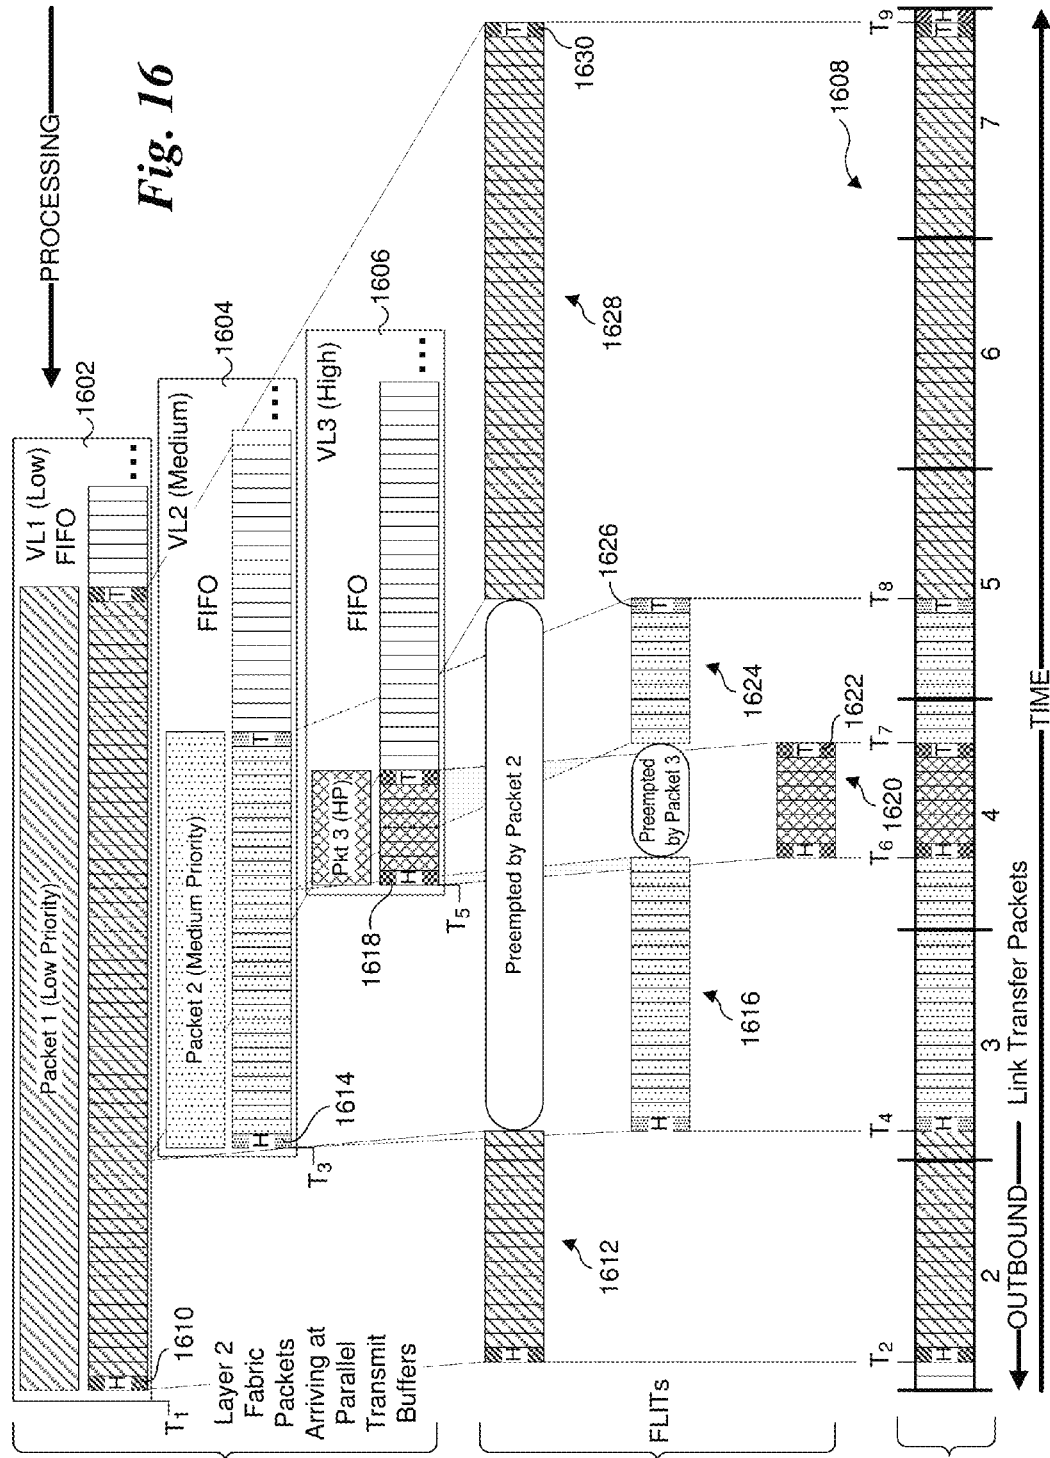 PROCESSING
Fig. 16
1602
VL1 (Low)
FIFO
Packet 1 (Low Priority)
H
T
1610
T1
1604
VL2 (Medium)
FIFO
Packet 2 (Medium Priority)
H
T
1614
T3
1606
VL3 (High)
FIFO
Pkt 3 (HP)
H
T
1618
T5
Layer 2
Fabric
Packets
Arriving at
Parallel
Transmit
Buffers
FLITs
H
Preempted by Packet 2
T
1612
1628
1630
H
Preempted
by Packet 3
T
1616
1624
1626
H
T
1620
1622
1608
T2
T4
T6
T7
T8
T9
H
H
H
T
T
T
H
2
3
4
5
6
7
OUTBOUND
Link Transfer Packets
TIME